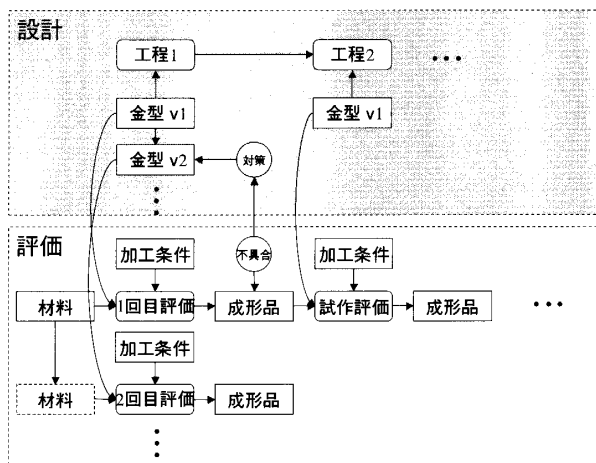 設計
工程1
工程2
・・・
金型 v1
金型 v1
金型 v2
対策
評価
加工条件
不具合
加工条件
材料
1回目評価
成形品
試作評価
成形品
・・・
加工条件
材料
2回目評価
成形品